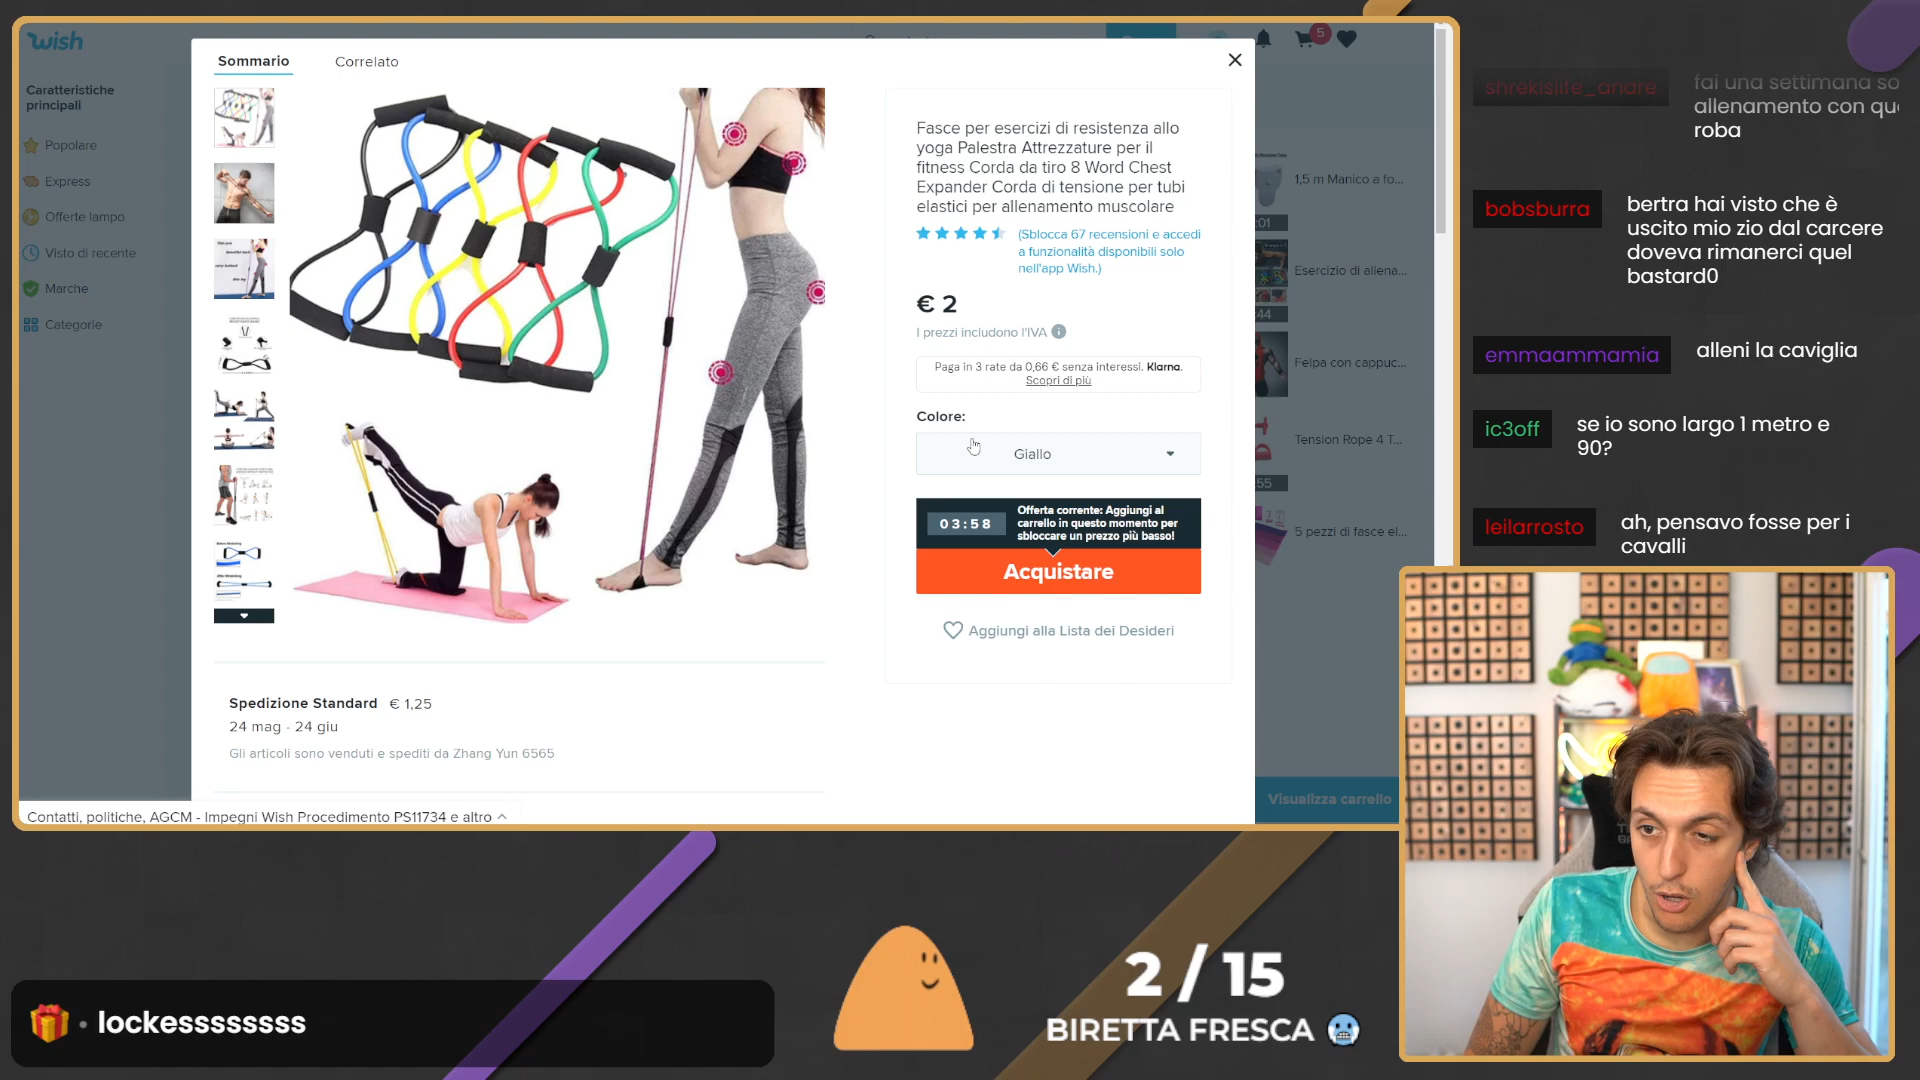 wish
Caratteristiche
principali
Popolare
Express
Offerte lampo
Visto di recente
Marche
Categorie
Sommario
Correlato
Fasce per esercizi di resistenza allo
yoga Palestra Attrezzature per il
fitness Corda da tiro 8 Word Chest
Expander Corda di tensione per tubi
elastici per allenamento muscolare
(Sblocca 67 recensioni e accedi
a funzionalità disponibili solo
nell'app Wish.)
€ 2
I prezzi includono l'IVA
Paga in 3 rate da 0,66 € senza interessi. Klarna.
Scopri di più
Colore:
Giallo
03:58
Offerta corrente: Aggiungi al
carrello in questo momento per
sbloccare un prezzo più basso!
Acquistare
Aggiungi alla Lista dei Desideri
Spedizione Standard € 1,25
24 mag - 24 giu
Gli articoli sono venduti e spediti da Zhang Yun 6565
Contatti, politiche, AGCM - Impegni Wish Procedimento PS11734 e altro
5
1,5 m Manico a fo...
:01
Esercizio di allena...
:44
Felpa con cappuc...
Tension Rope 4 T...
:55
5 pezzi di fasce el...
Visualizza carrello
shrekislife_andre fai una settimana so
allenamento con qu
roba
bobsburra bertra hai visto che è
uscito mio zio dal carcere
doveva rimanerci quel
bastard0
emmaammamia alleni la caviglia
ic3off se io sono largo 1 metro e
90?
leilarrosto ah, pensavo fosse per i
cavalli
lockessssssss
2 / 15
BIRETTA FRESCA